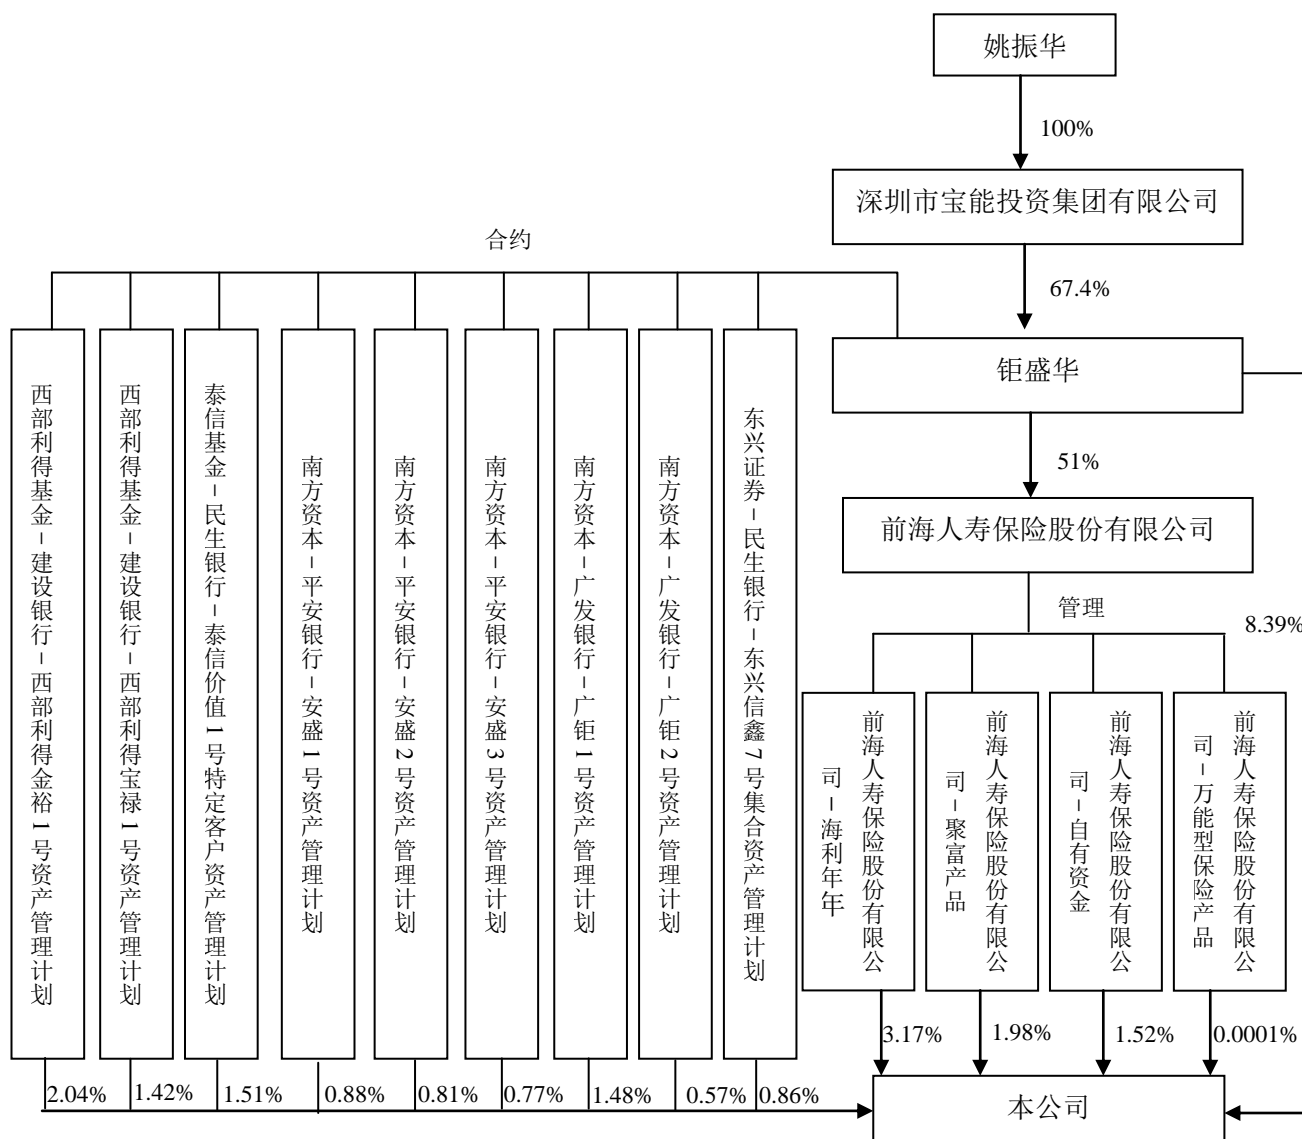 姚振华
100%
深圳市宝能投资集团有限公司
合约
67.4%
钜盛华
51%
前海人寿保险股份有限公司
管理
8.39%
西部利得基金－建设银行－西部利得金裕1号资产管理计划
西部利得基金－建设银行－西部利得宝禄1号资产管理计划
泰信基金－民生银行－泰信价值1号特定客户资产管理计划
南方资本－平安银行－安盛1号资产管理计划
南方资本－平安银行－安盛2号资产管理计划
南方资本－平安银行－安盛3号资产管理计划
南方资本－广发银行－广钜1号资产管理计划
南方资本－广发银行－广钜2号资产管理计划
东兴证券－民生银行－东兴信鑫7号集合资产管理计划
前海人寿保险股份有限公
司－海利年年
前海人寿保险股份有限公
司－聚富产品
前海人寿保险股份有限公
司－自有资金
前海人寿保险股份有限公
司－万能型保险产品
3.17%
1.98%
1.52%
0.0001%
2.04%
1.42%
1.51%
0.88%
0.81%
0.77%
1.48%
0.57%
0.86%
本公司